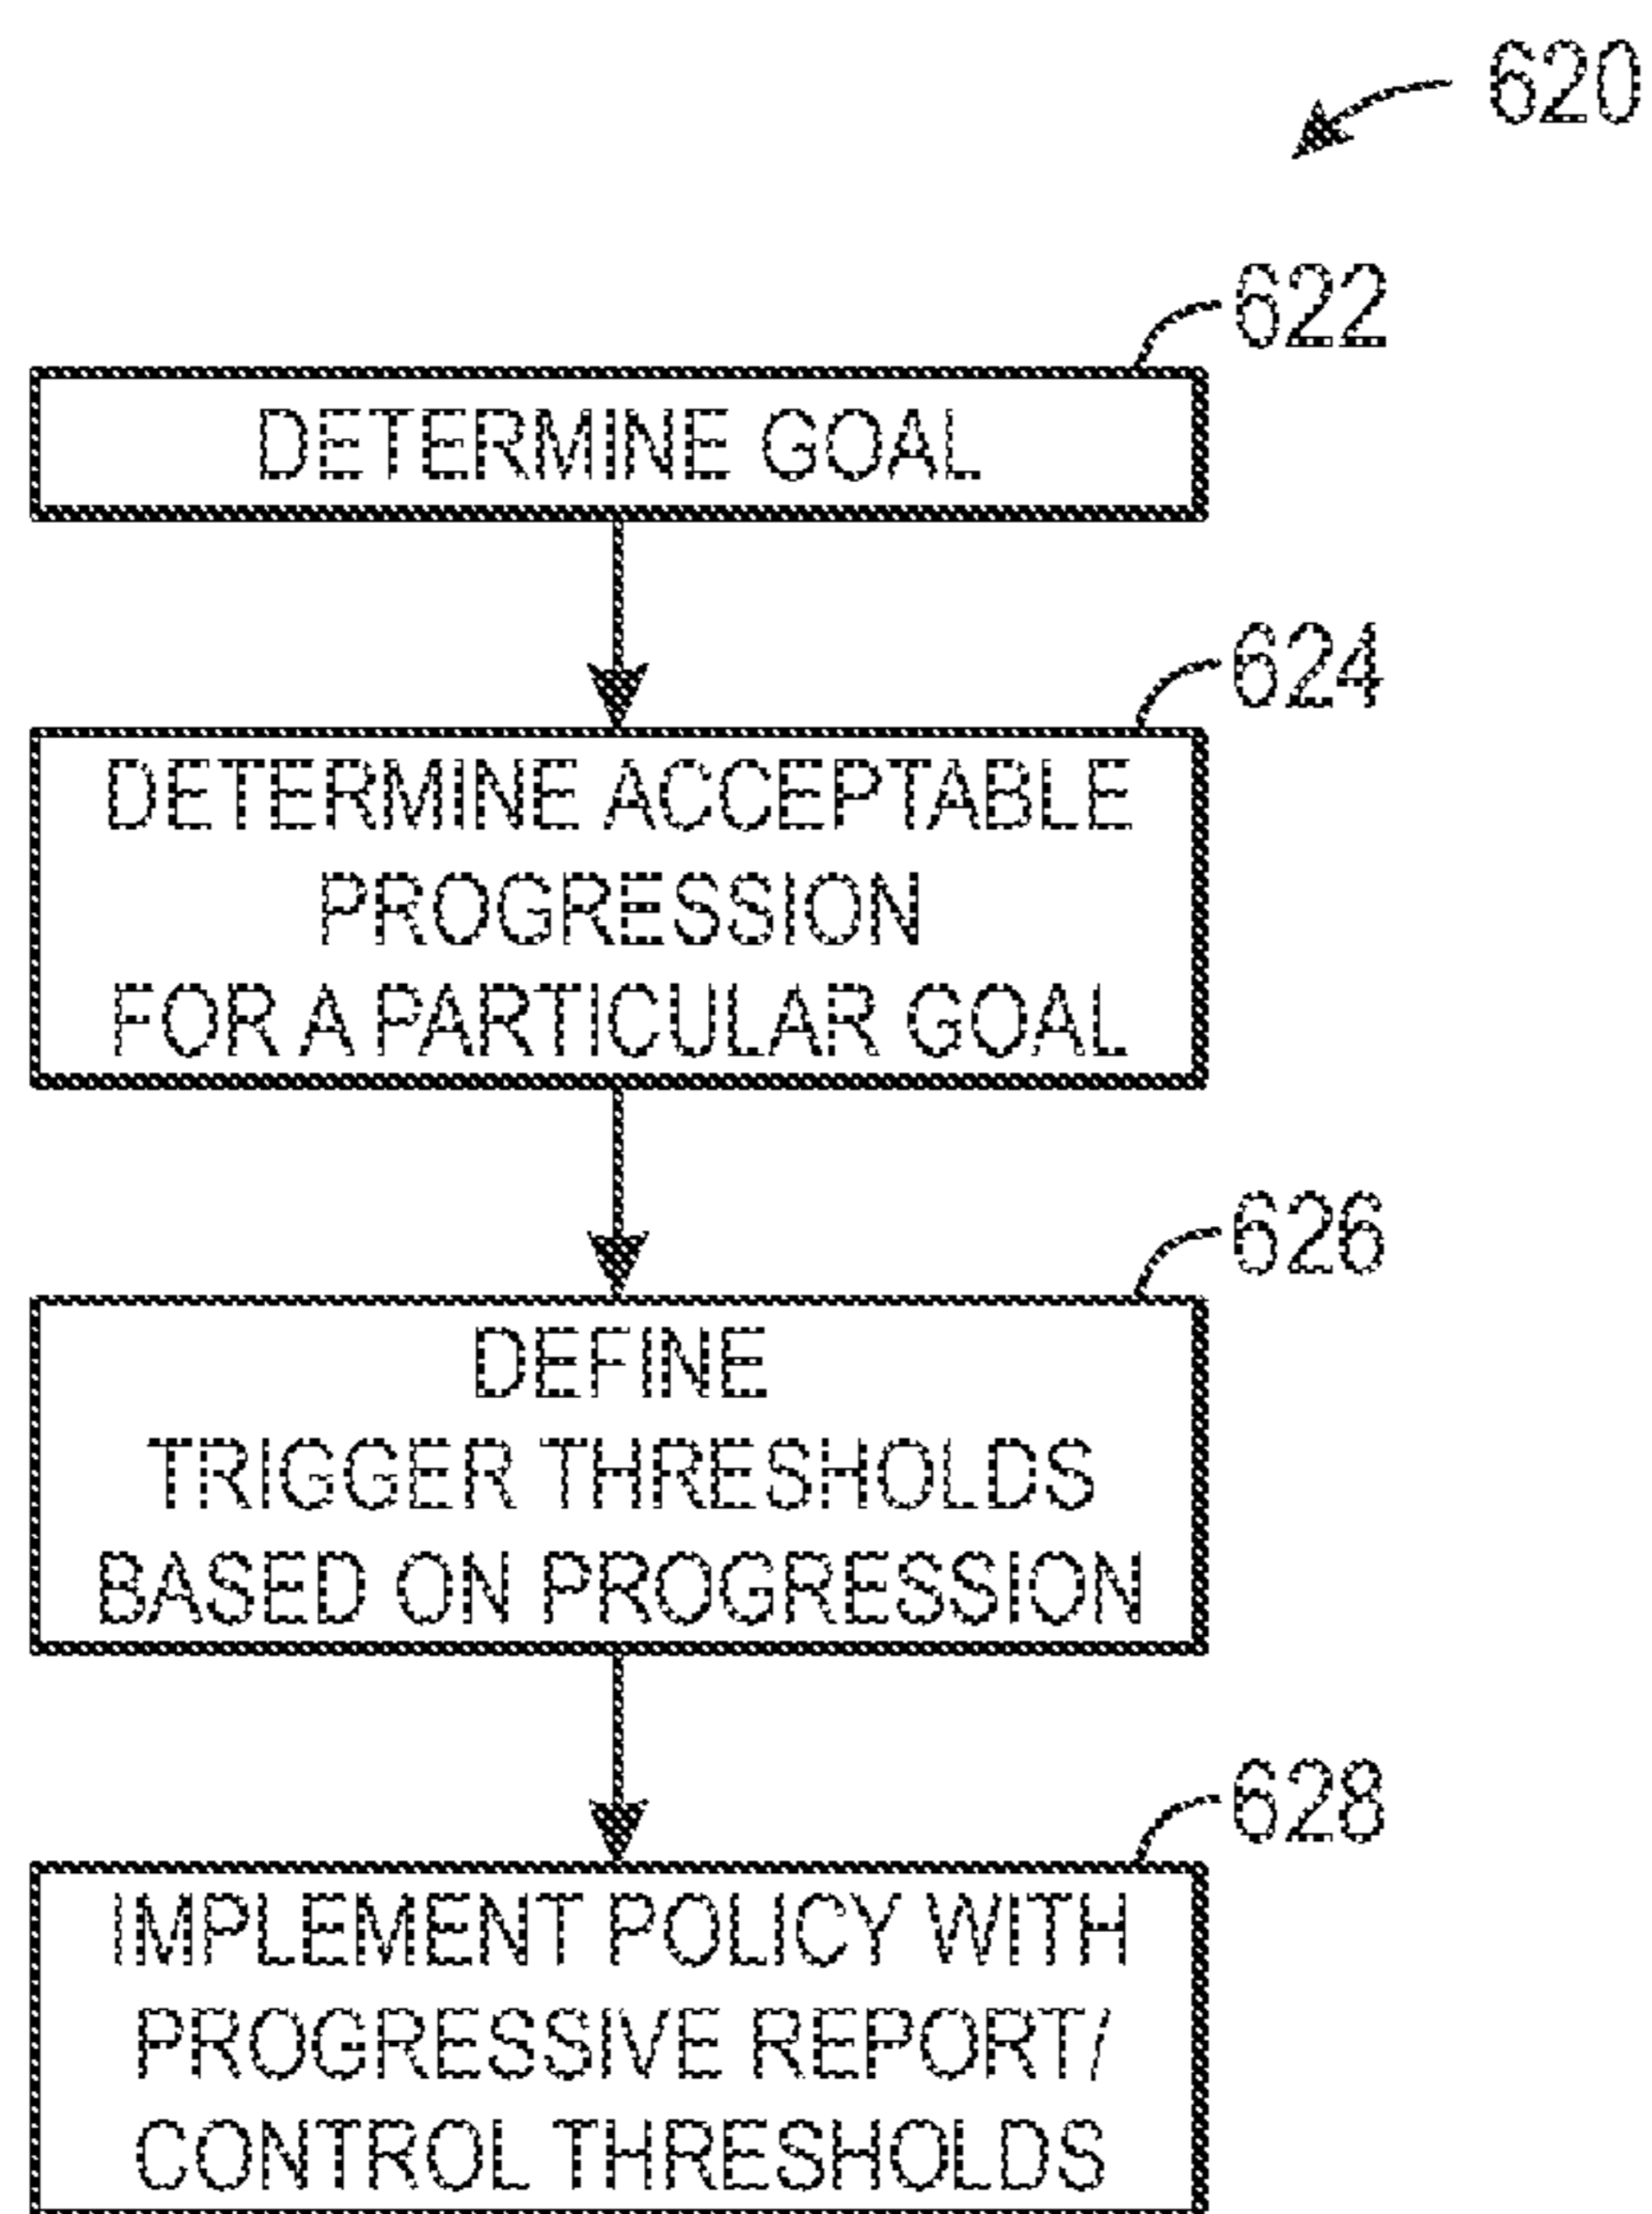 620
622
DETERMINE GOAL
624
DETERMINE ACCEPTABLE
PROGRESSION
FOR A PARTICULAR GOAL
626
DEFINE
TRIGGER THRESHOLDS
BASED ON PROGRESSION
628
IMPLEMENT POLICY WITH
PROGRESSIVE REPORT/
CONTROL THRESHOLDS